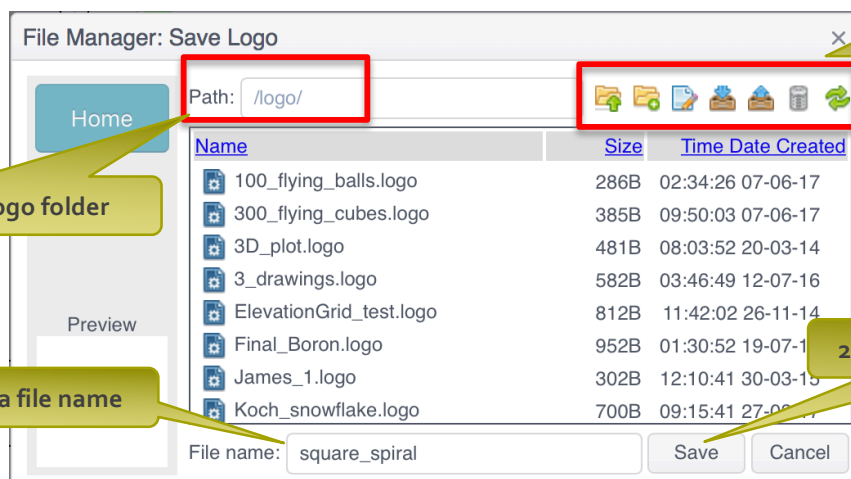 File Manager: Save Logo
Path: /logo/
Home
Name Size Time Date Created
100_flying_balls.logo 286B 02:34:26 07-06-17
300_flying_cubes.logo 385B 09:50:03 07-06-17
ogo folder
3D_plot.logo 481B 08:03:52 20-03-14
3_drawings.logo 582B 03:46:49 12-07-16
ElevationGrid_test.logo 812B 11:42:02 26-11-14
Preview
Final_Boron.logo 952B 01:30:52 19-07-1
2
James_1.logo 302B 12:10:41 30-03-15
a file name
Koch_snowflake.logo 700B 09:15:41
File name: square_spiral Save Cancel